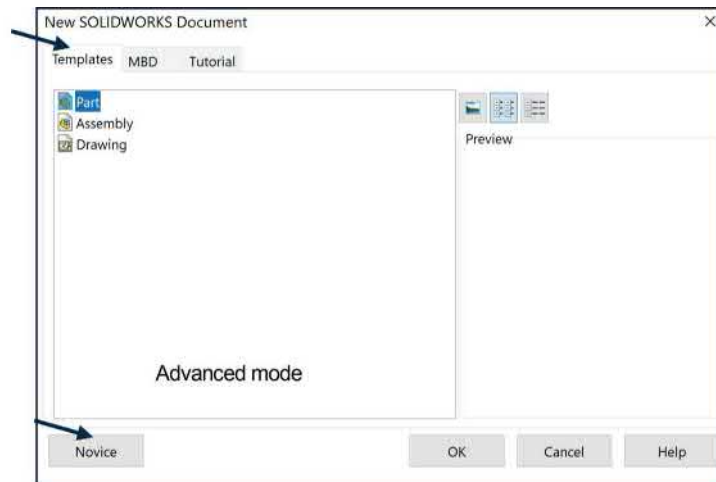 New SOLIDWORKS Document
Templates MBD Tutorial
Part
Assembly
Drawing
Preview
Advanced mode
Novice OK Cancel Help